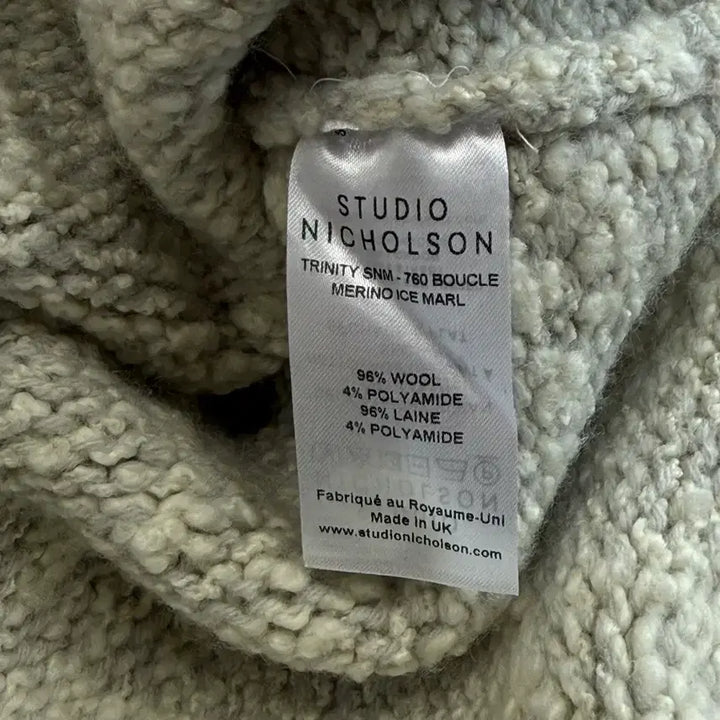 STUDIO
NICHOLSON
TRINITY SNM - 760 BOUCLE
MERINO ICE MARL
96% WOOL
4% POLYAMIDE
96% LAINE
4% POLYAMIDE
Fabriqué au Royaume-Uni
Made in UK
www.studionicholson.com